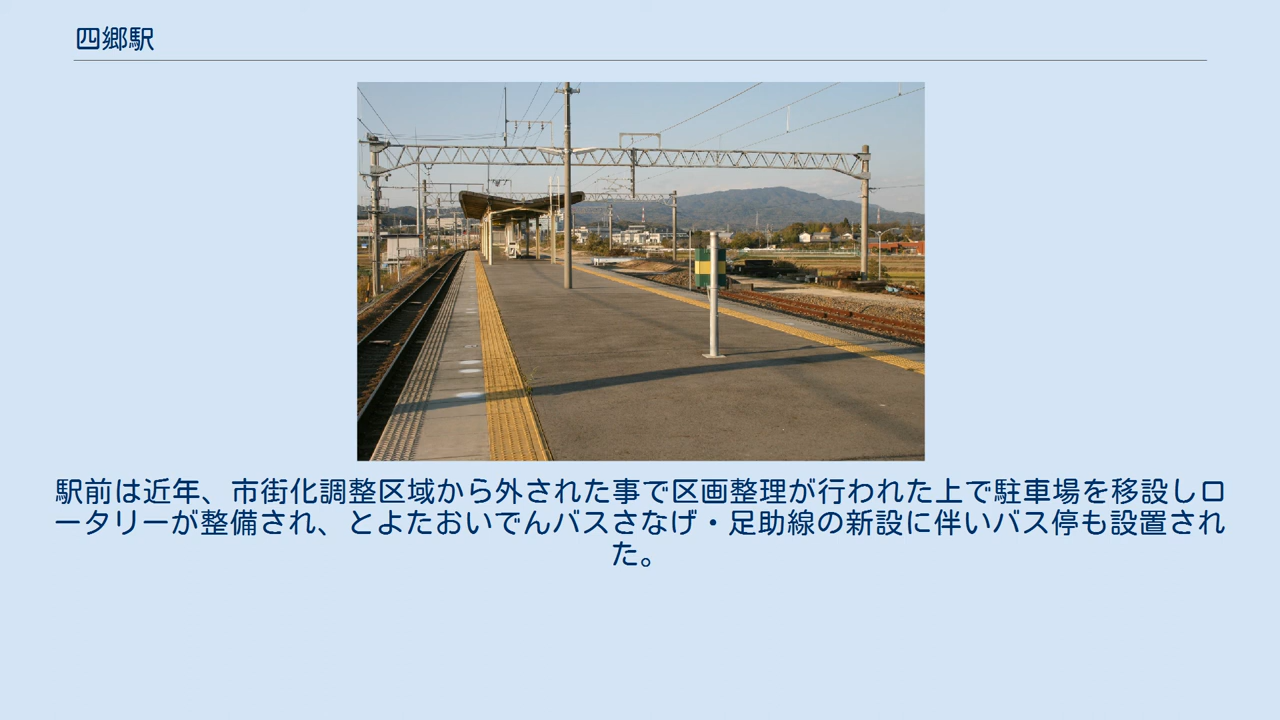 四郷駅
駅前は近年、市街化調整区域から外された事で区画整理が行われた上で駐車場を移設しロ
ータリーが整備され、とよたおいでんバスさなげ・足助線の新設に伴いバス停も設置され
た。